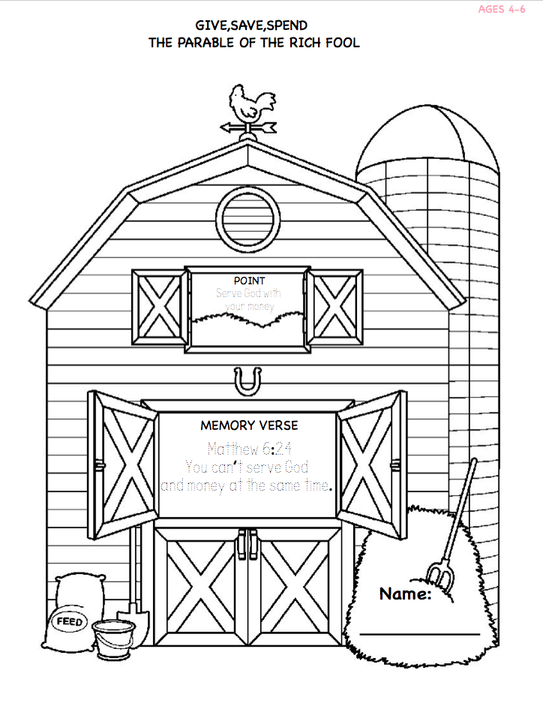 AGES 4-6
GIVE,SAVE,SPEND
THE PARABLE OF THE RICH FOOL
POINT
Serve God with
your money
MEMORY VERSE
Matthew 6:24
You can't serve God
and money at the same time.
FEED
Name: